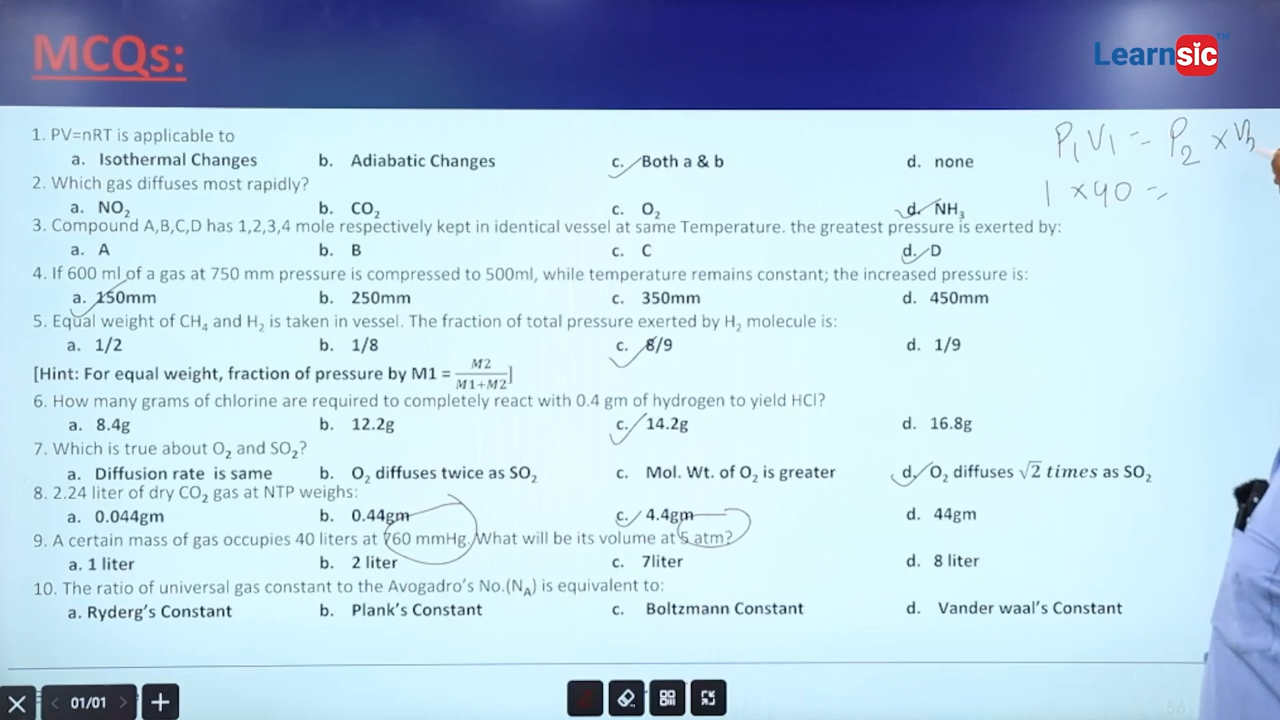 MCQs:
Learnsic™
1. PV=nRT is applicable to
a. Isothermal Changes b. Adiabatic Changes c. Both a & b d. none
2. Which gas diffuses most rapidly?
a. NO₂ b. CO₂ c. O₂ d. NH₃
3. Compound A,B,C,D has 1,2,3,4 mole respectively kept in identical vessel at same Temperature. the greatest pressure is exerted by:
a. A b. B c. C d. D
4. If 600 ml of a gas at 750 mm pressure is compressed to 500ml, while temperature remains constant; the increased pressure is:
a. 150mm b. 250mm c. 350mm d. 450mm
5. Equal weight of CH₄ and H₂ is taken in vessel. The fraction of total pressure exerted by H₂ molecule is:
a. 1/2 b. 1/8 c. 8/9 d. 1/9
[Hint: For equal weight, fraction of pressure by M1 = M2/(M1+M2)]
6. How many grams of chlorine are required to completely react with 0.4 gm of hydrogen to yield HCl?
a. 8.4g b. 12.2g c. 14.2g d. 16.8g
7. Which is true about O₂ and SO₂?
a. Diffusion rate is same b. O₂ diffuses twice as SO₂ c. Mol. Wt. of O₂ is greater d. O₂ diffuses √2 times as SO₂
8. 2.24 liter of dry CO₂ gas at NTP weighs:
a. 0.044gm b. 0.44gm c. 4.4gm d. 44gm
9. A certain mass of gas occupies 40 liters at 760 mmHg. What will be its volume at 5 atm?
a. 1 liter b. 2 liter c. 7liter d. 8 liter
10. The ratio of universal gas constant to the Avogadro's No.(N_A) is equivalent to:
a. Ryderg's Constant b. Plank's Constant c. Boltzmann Constant d. Vander waal's Constant
P₁V₁ = P₂ ×
1 × 40 =
01/01